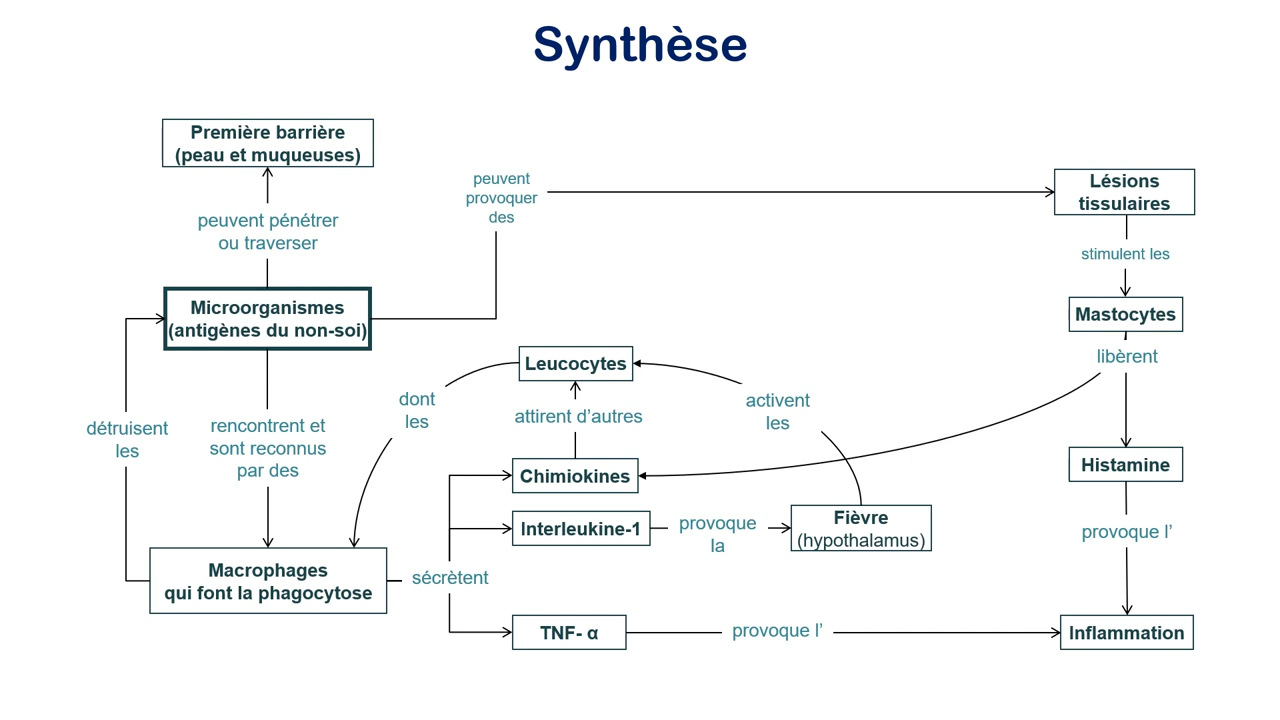 Synthèse
Première barrière
(peau et muqueuses)
peuvent pénétrer
ou traverser
peuvent
provoquer
des
Lésions
tissulaires
stimulent les
Microorganismes
(antigènes du non-soi)
Mastocytes
libèrent
Leucocytes
dont
les
attirent d’autres
activent
les
détruisent
les
rencontrent et
sont reconnus
par des
Chimiokines
Histamine
Interleukine-1
provoque
la
Fièvre
(hypothalamus)
provoque l’
Macrophages
qui font la phagocytose
sécrètent
TNF- α
provoque l’
Inflammation